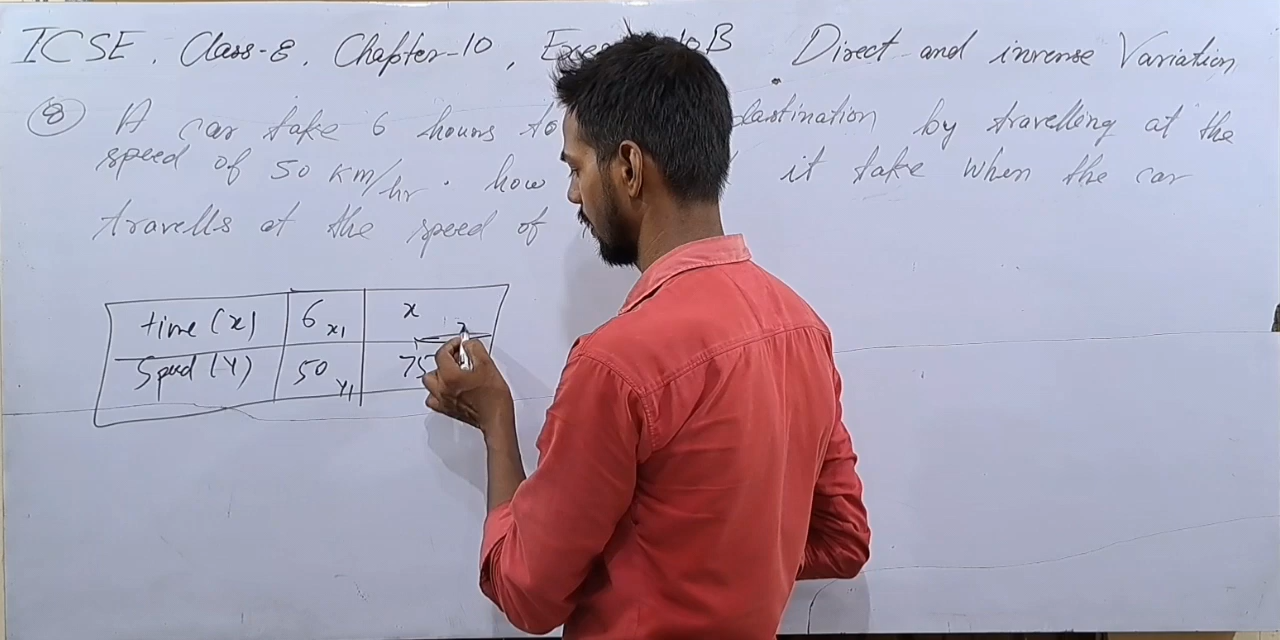 ICSE, Class-8, Chapter-10, 10B Direct and inverse Variation
8 A car take 6 hours to dastination by travelling at the
speed of 50 Km/hr. how it take when the car
travells at the speed of
time (x) 6 x1 x
Speed (Y) 50 Y1 75